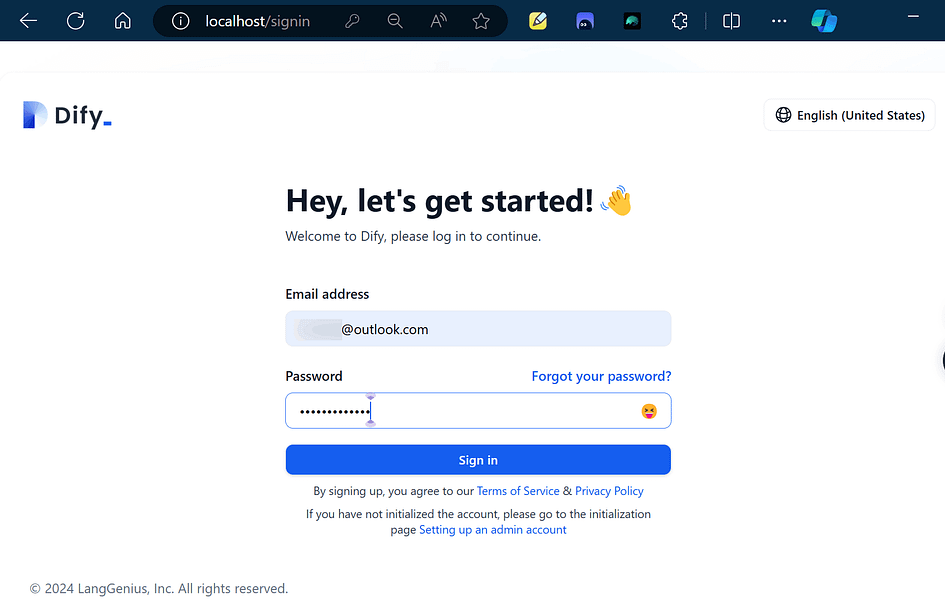 localhost/signin
Dify_
English (United States)
Hey, let's get started! 👋
Welcome to Dify, please log in to continue.
Email address
@outlook.com
Password
Forgot your password?
•••••••••••••
Sign in
By signing up, you agree to our Terms of Service & Privacy Policy
If you have not initialized the account, please go to the initialization
page Setting up an admin account
© 2024 LangGenius, Inc. All rights reserved.